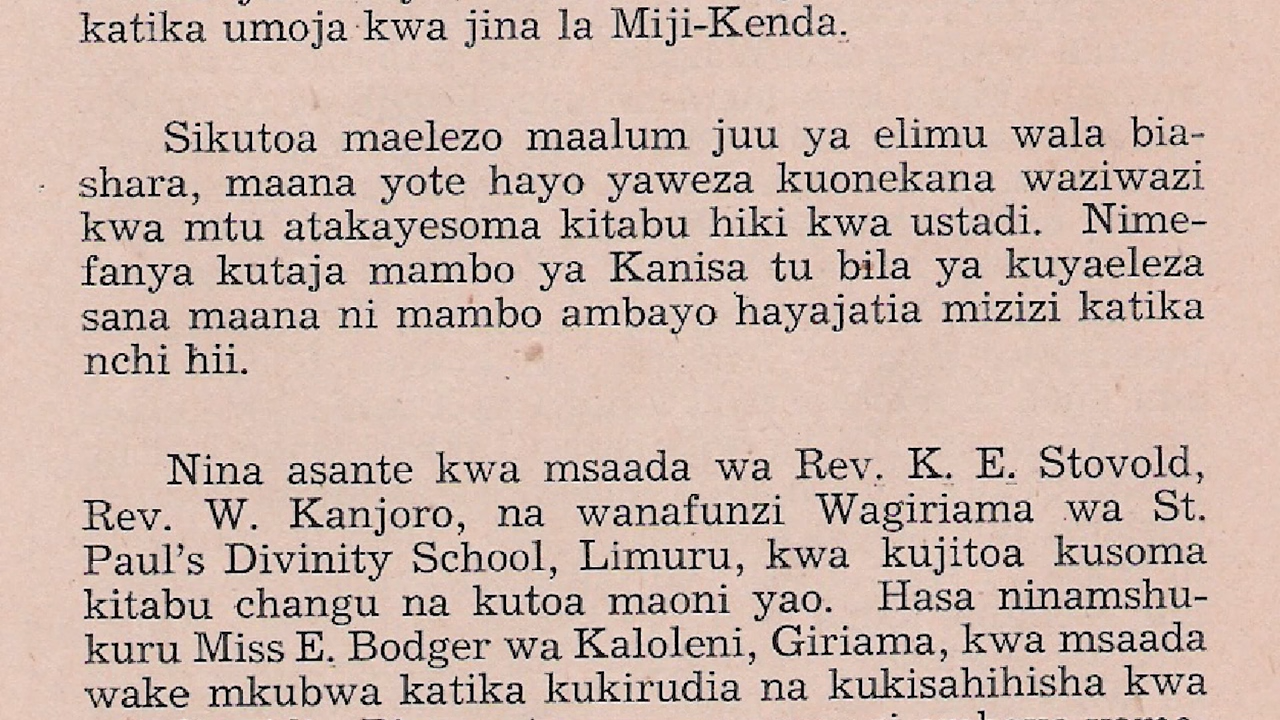 katika umoja kwa jina la Miji-Kenda.
Sikutoa maelezo maalum juu ya elimu wala bia-
shara, maana yote hayo yaweza kuonekana waziwazi
kwa mtu atakayesoma kitabu hiki kwa ustadi. Nime-
fanya kutaja mambo ya Kanisa tu bila ya kuyaeleza
sana maana ni mambo ambayo hayajatia mizizi katika
nchi hii.
Nina asante kwa msaada wa Rev. K. E. Stovold,
Rev. W. Kanjoro, na wanafunzi Wagiriama wa St.
Paul's Divinity School, Limuru, kwa kujitoa kusoma
kitabu changu na kutoa maoni yao. Hasa ninamshu-
kuru Miss E. Bodger wa Kaloleni, Giriama, kwa msaada
wake mkubwa katika kukirudia na kukisahihisha kwa